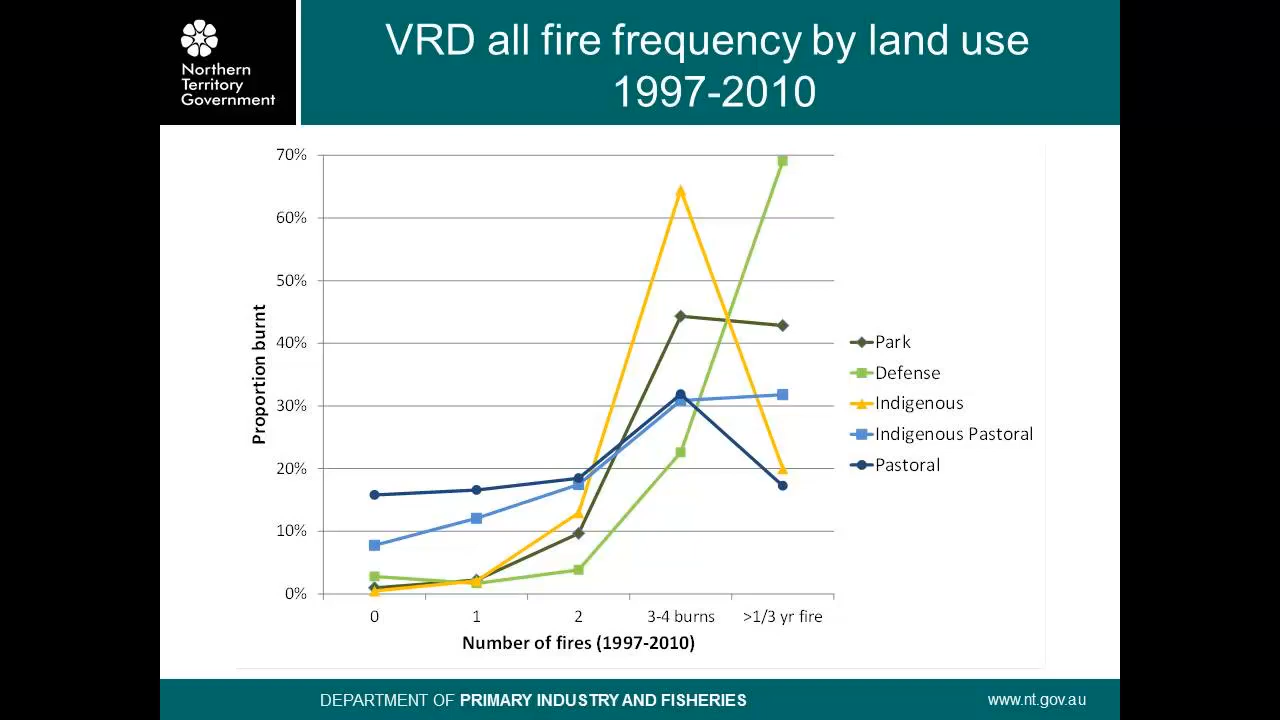 Northern
Territory
Government
VRD all fire frequency by land use
1997-2010
70%
60%
50%
40%
30%
20%
10%
0%
Proportion burnt
0
1
2
3-4 burns
>1/3 yr fire
Number of fires (1997-2010)
Park
Defense
Indigenous
Indigenous Pastoral
Pastoral
DEPARTMENT OF PRIMARY INDUSTRY AND FISHERIES
www.nt.gov.au